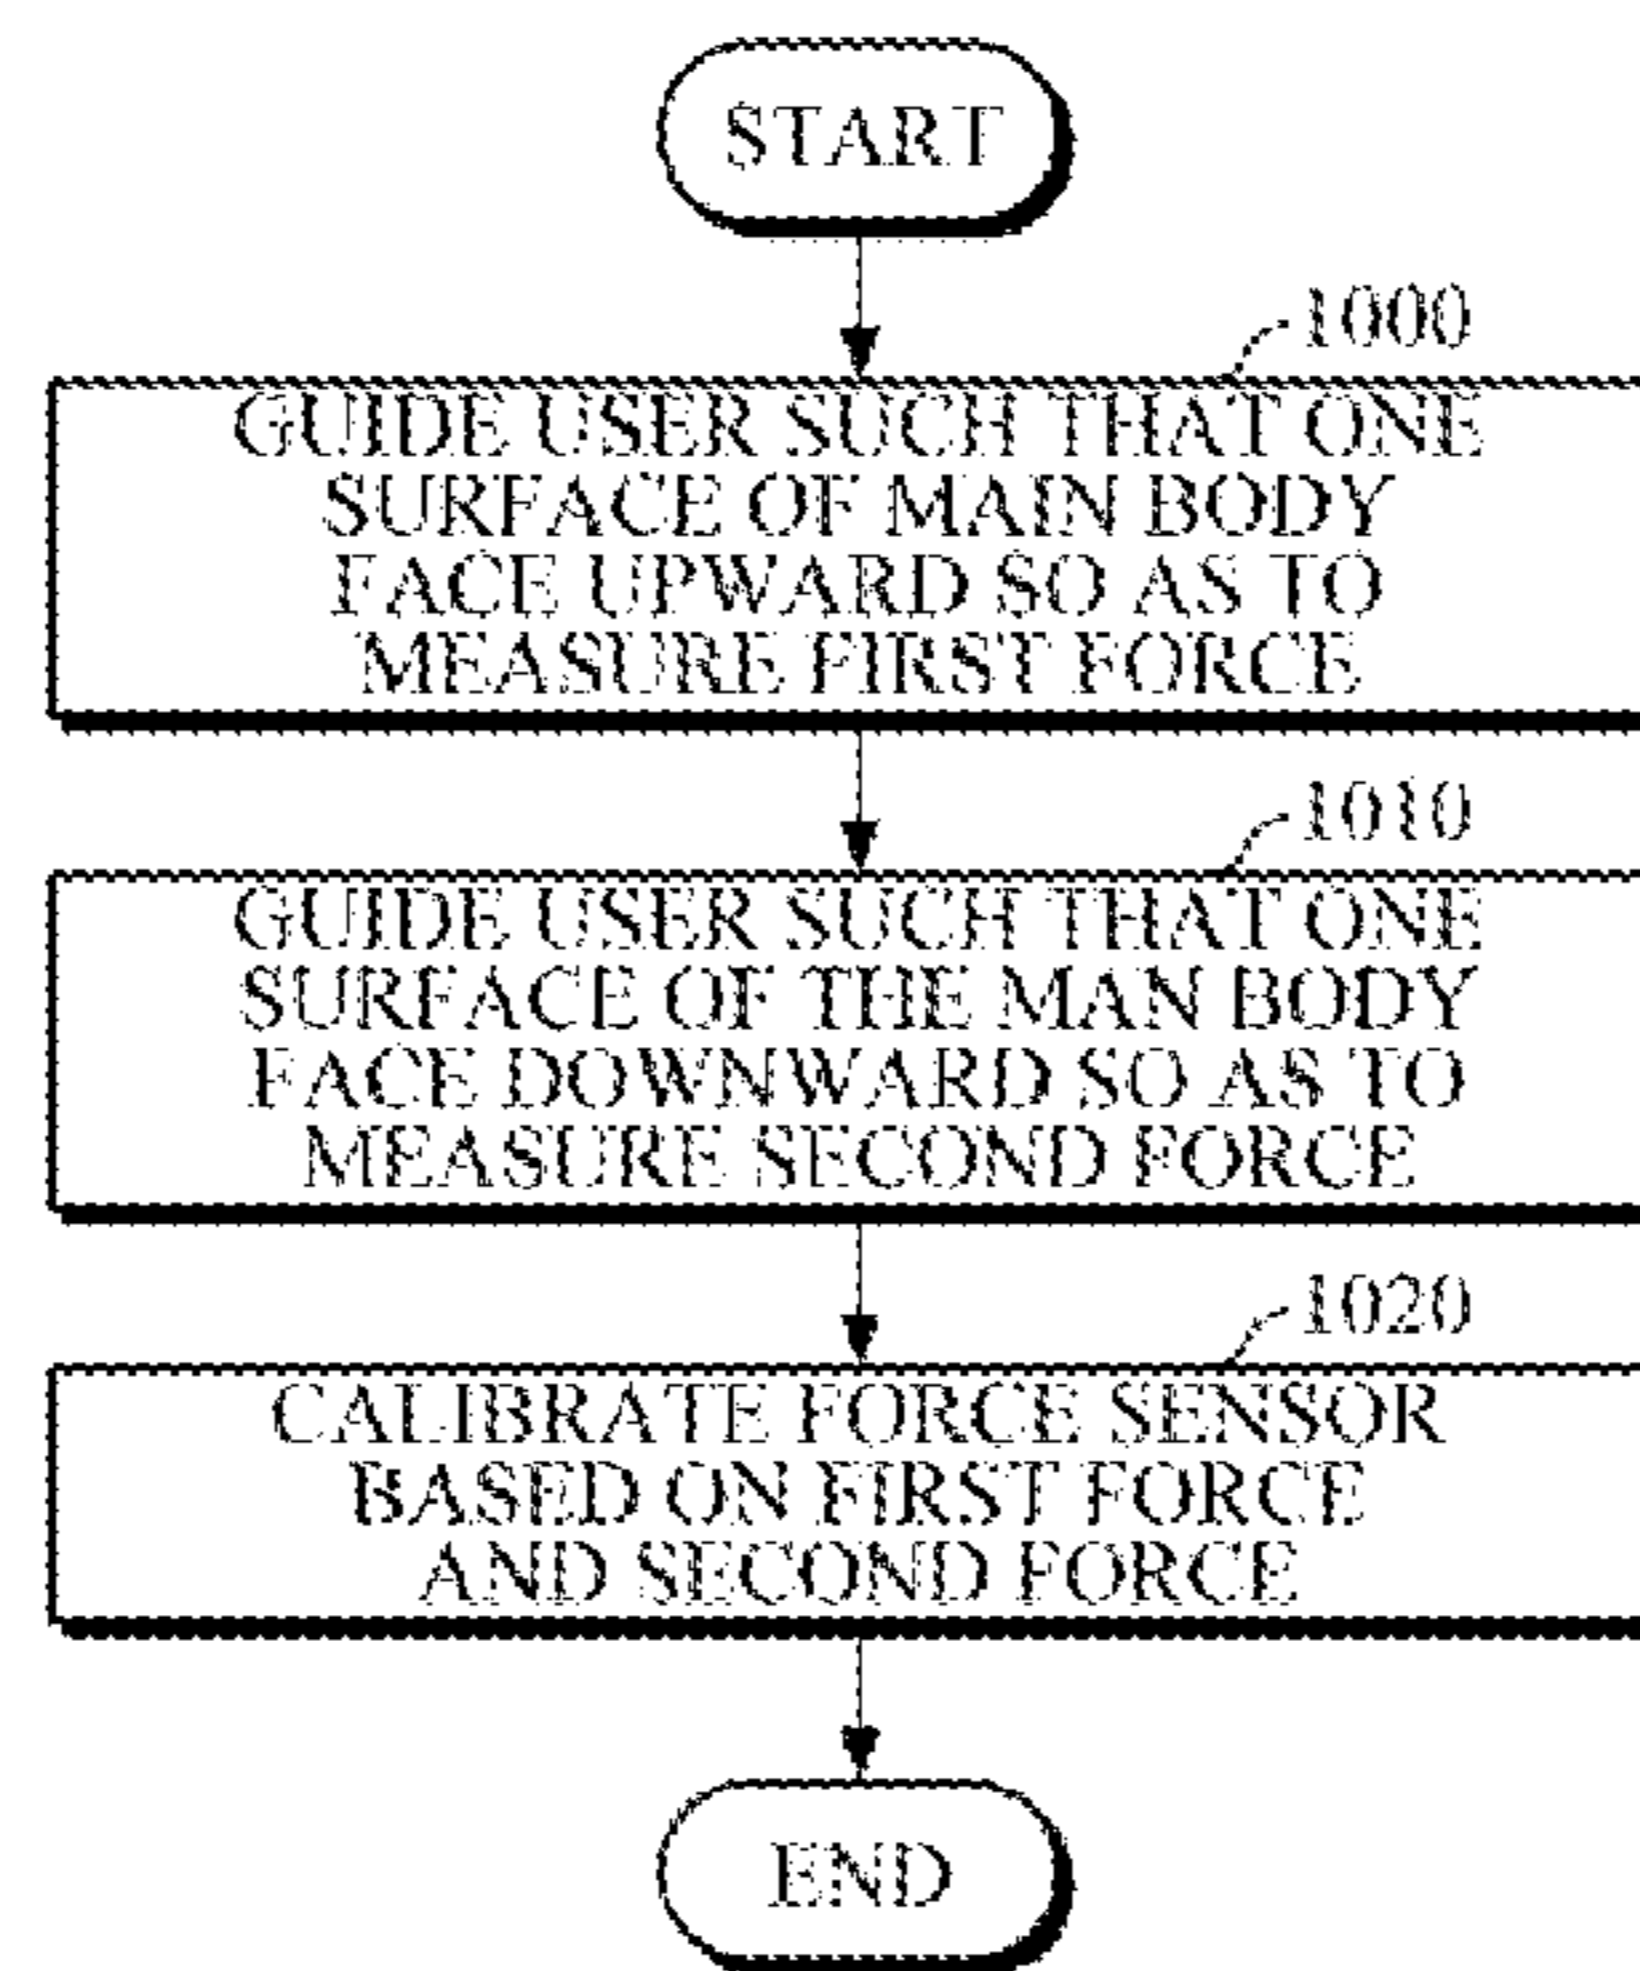 START
1000
GUIDE USER SUCH THAT ONE
SURFACE OF MAIN BODY
FACE UPWARD SO AS TO
MEASURE FIRST FORCE
1010
GUIDE USER SUCH THAT ONE
SURFACE OF THE MAN BODY
FACE DOWNWARD SO AS TO
MEASURE SECOND FORCE
1020
CALIBRATE FORCE SENSOR
BASED ON FIRST FORCE
AND SECOND FORCE
END